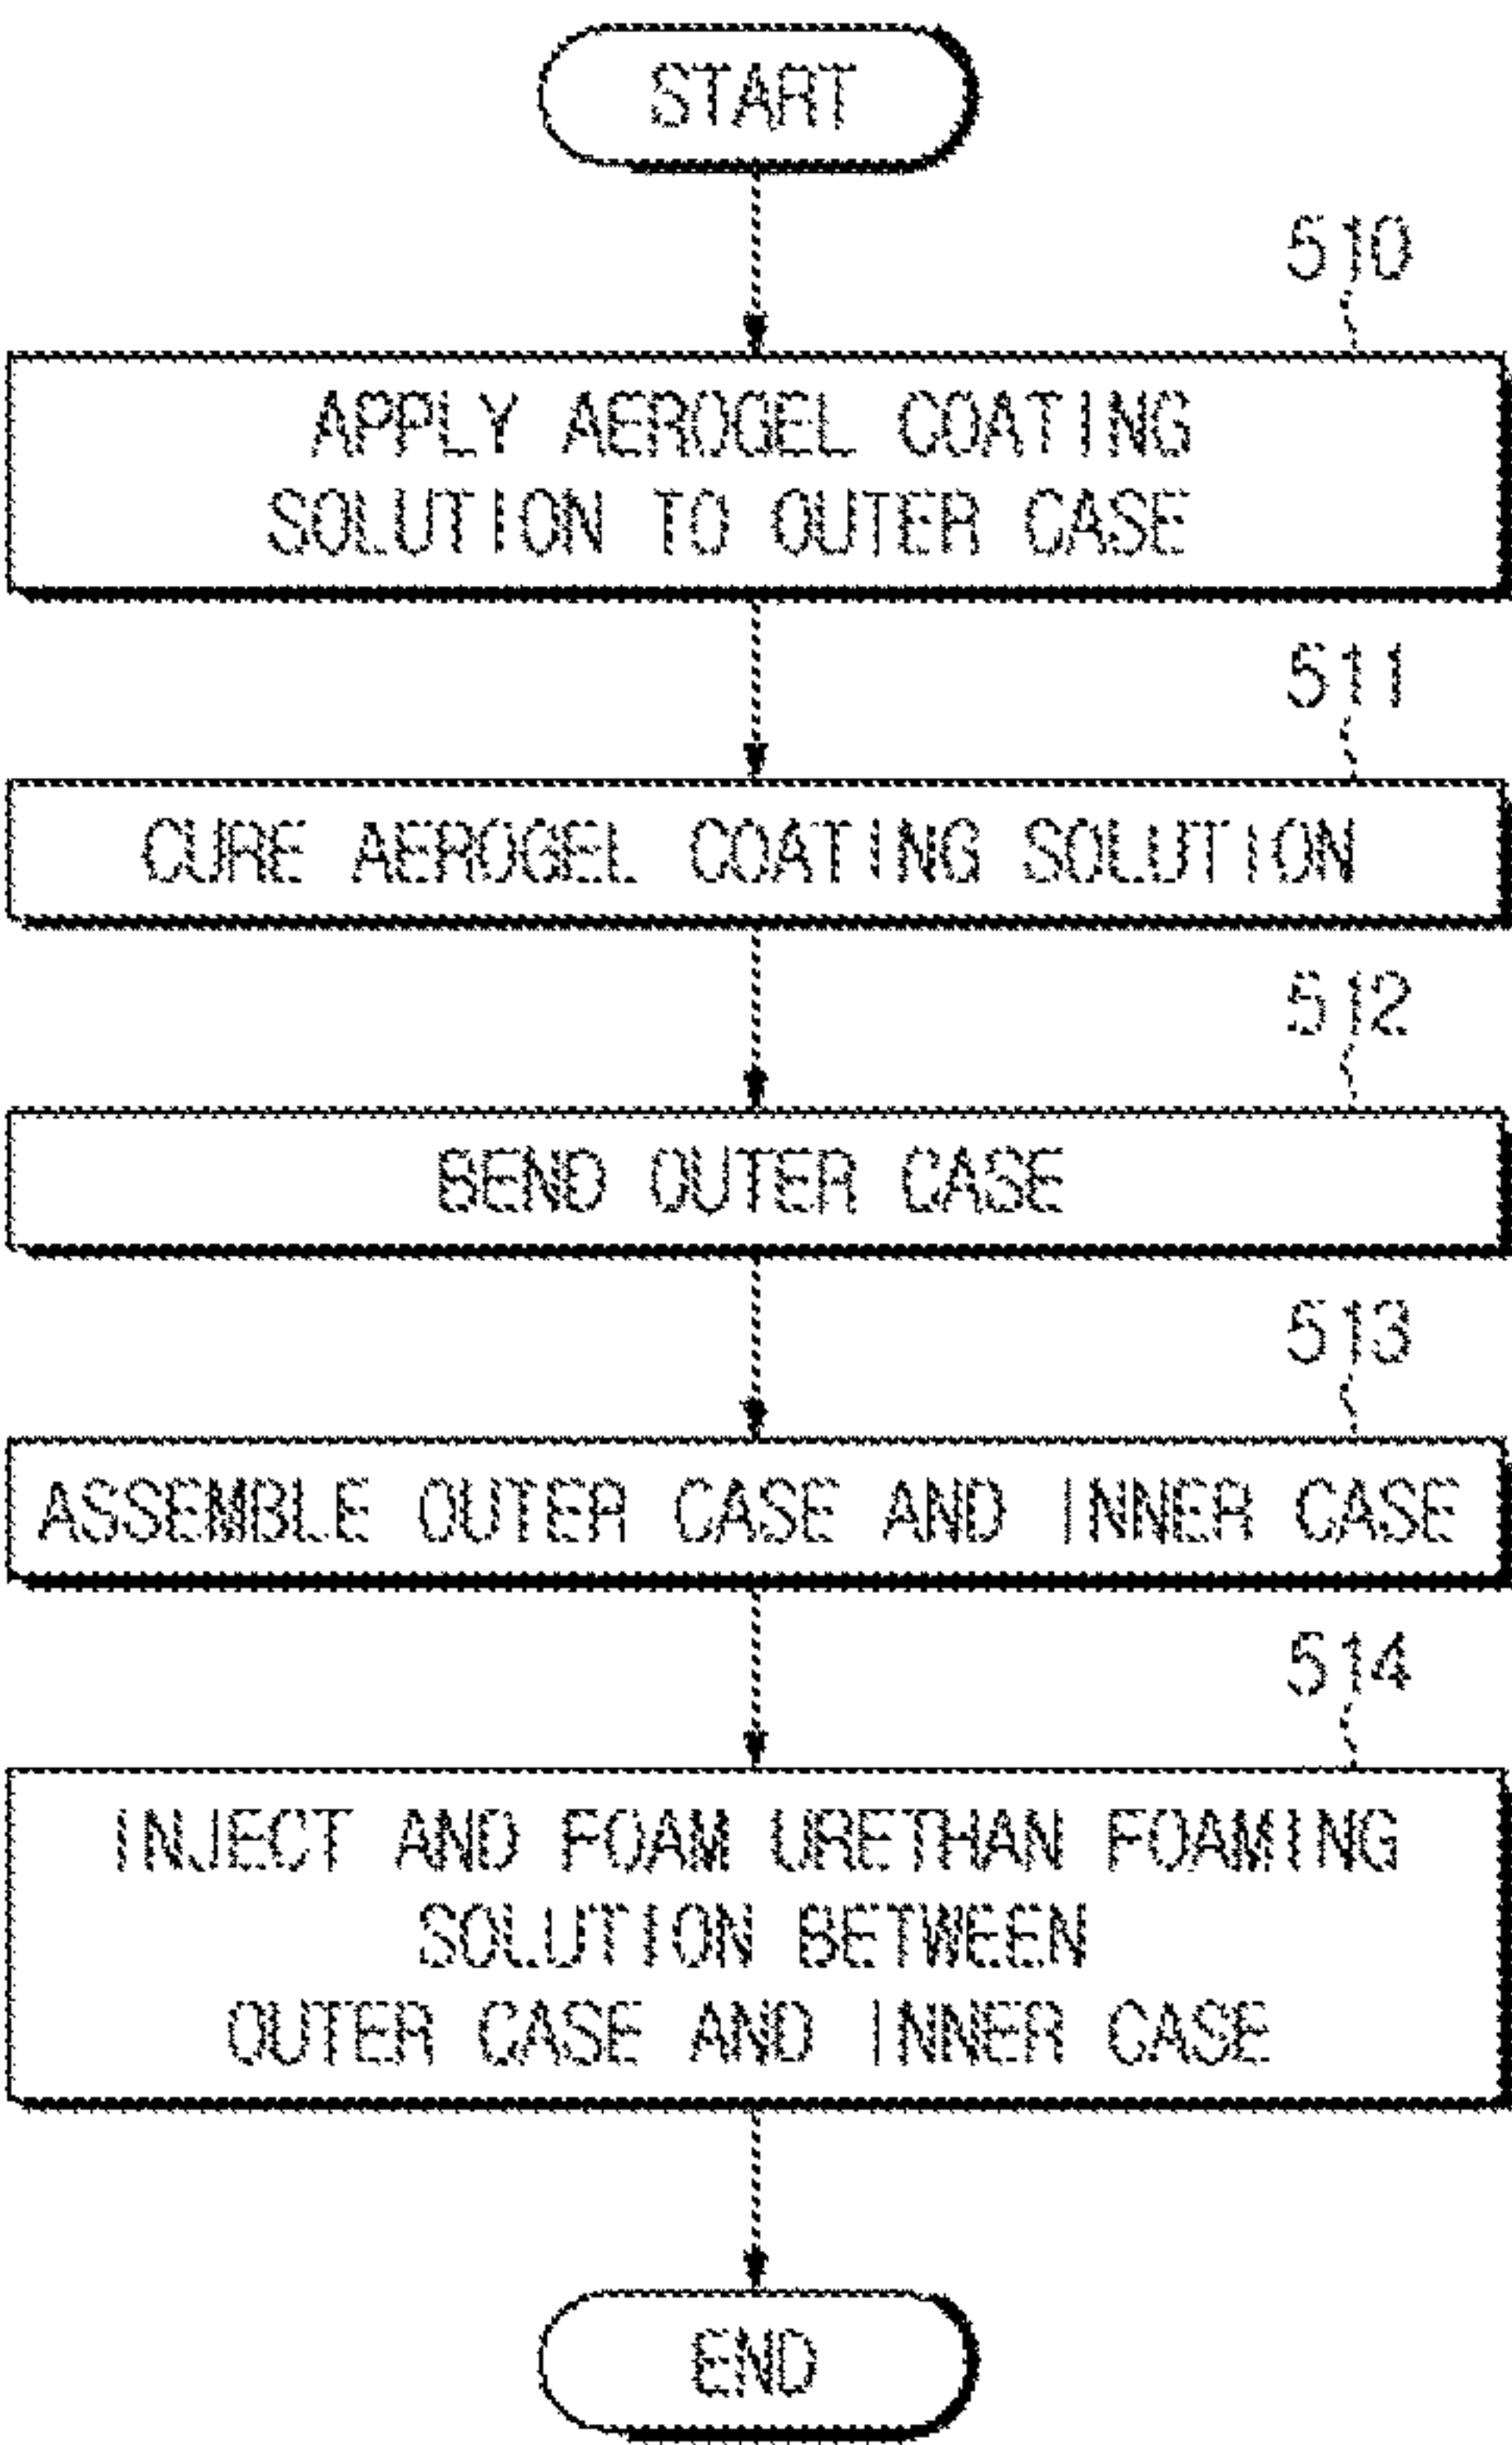 START
510
APPLY AEROGEL COATING
SOLUTION TO OUTER CASE
511
CURE AEROGEL COATING SOLUTION
512
BEND OUTER CASE
513
ASSEMBLE OUTER CASE AND INNER CASE
514
INJECT AND FOAM URETHAN FOAMING
SOLUTION BETWEEN
OUTER CASE AND INNER CASE
END